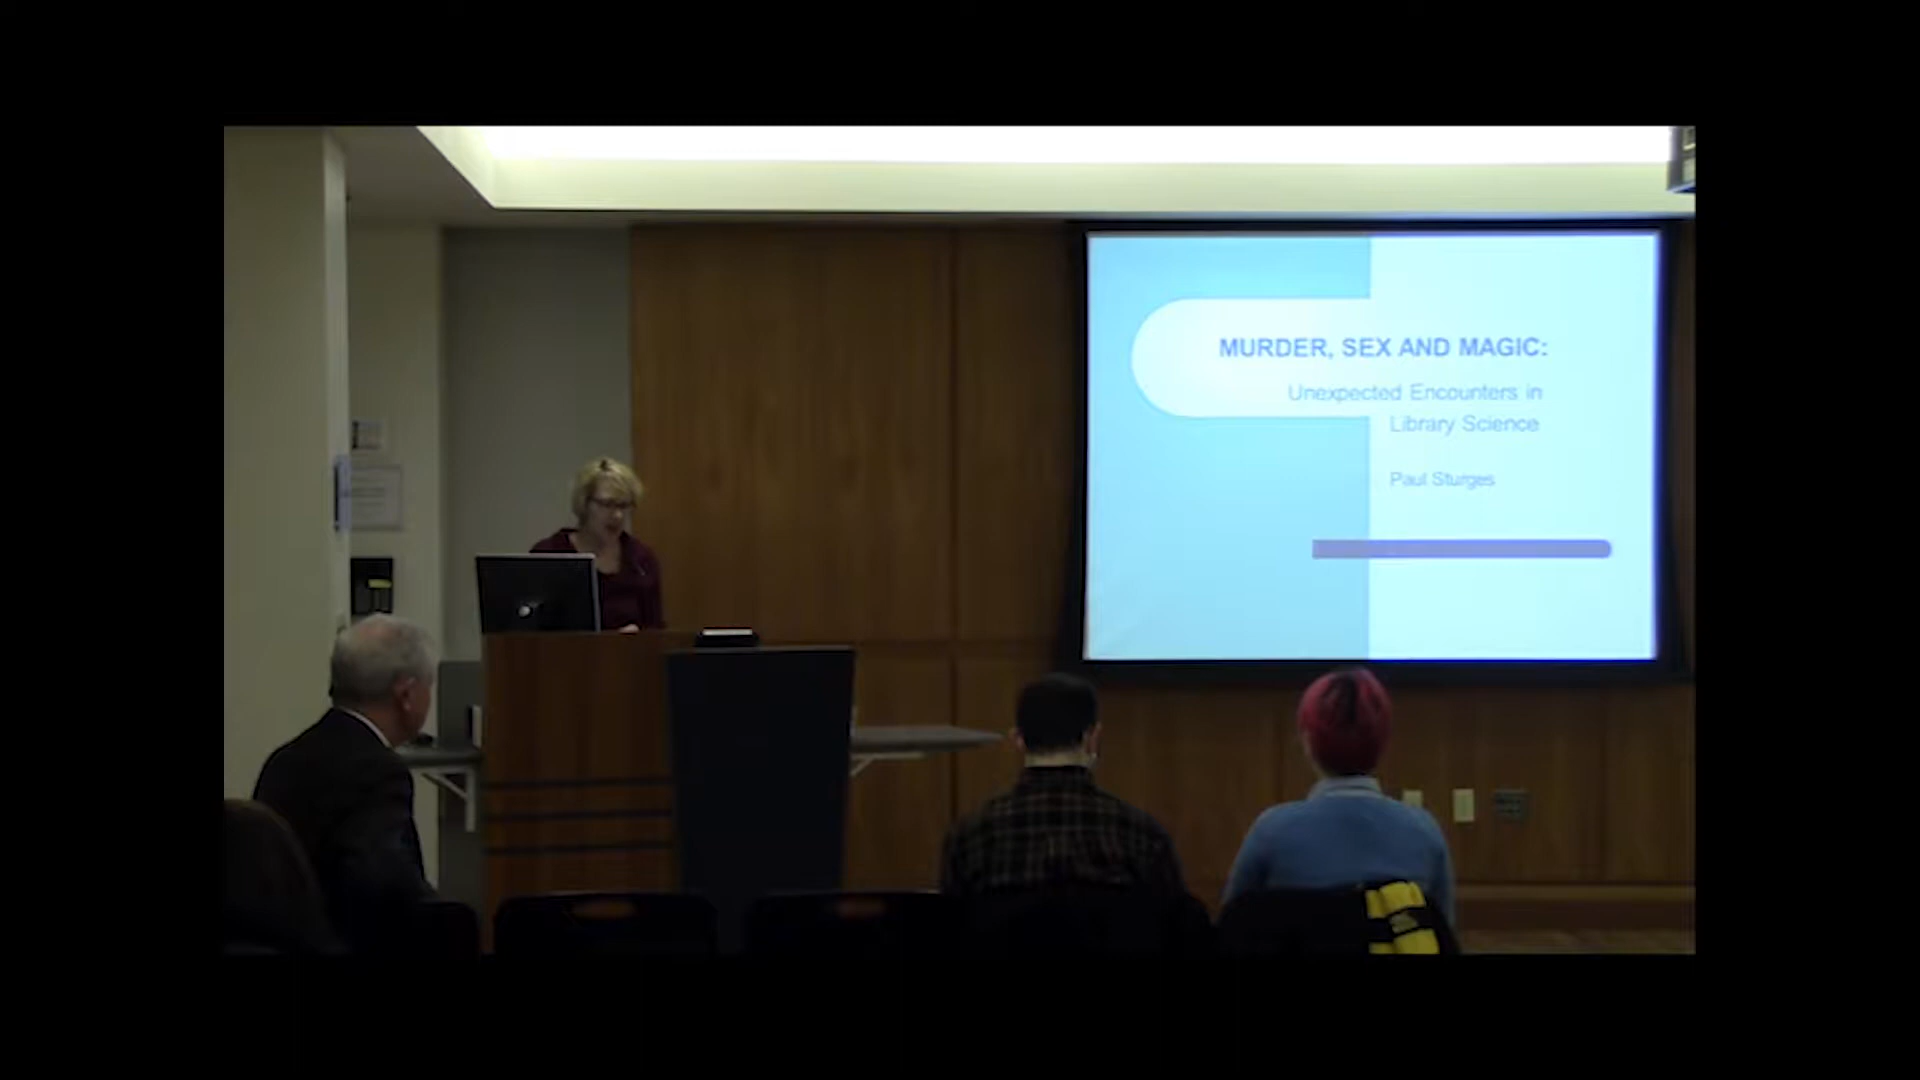 MURDER, SEX AND MAGIC:
Unexpected Encounters in
Library Science
Paul Sturges